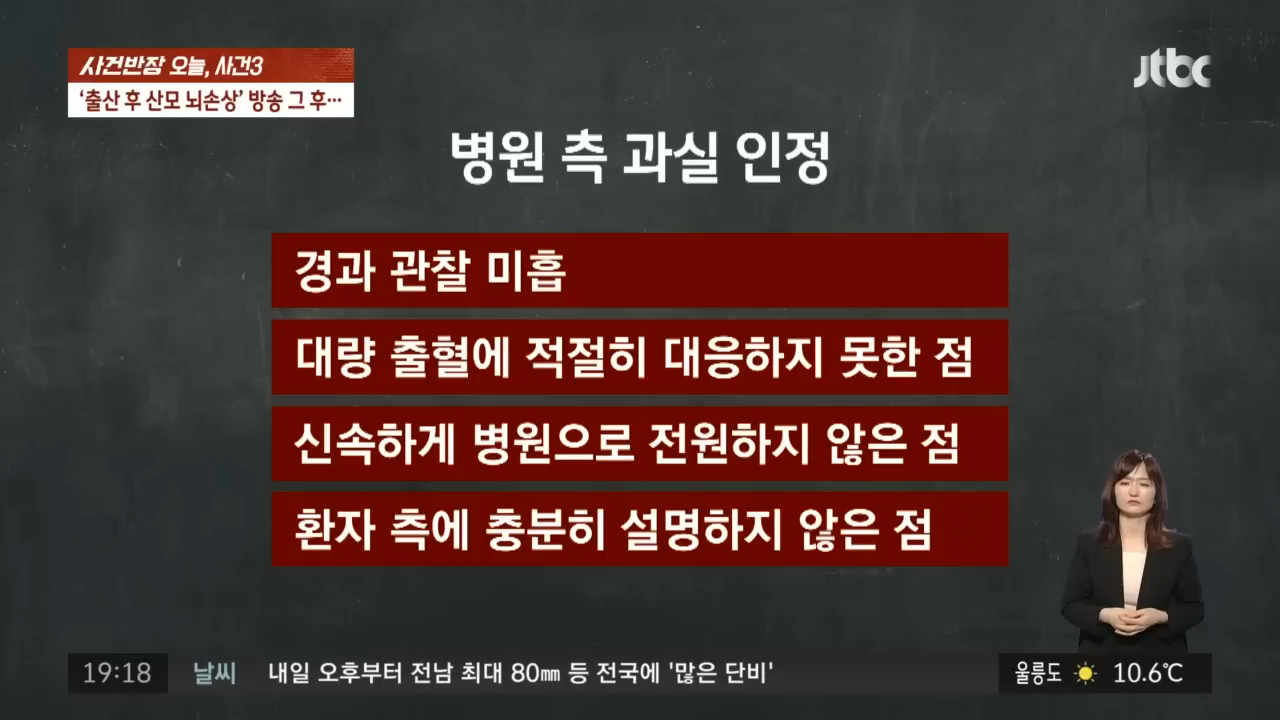 사건반장 오늘, 사건3
'출산 후 산모 뇌손상' 방송 그 후…
jtbc
병원 측 과실 인정
경과 관찰 미흡
대량 출혈에 적절히 대응하지 못한 점
신속하게 병원으로 전원하지 않은 점
환자 측에 충분히 설명하지 않은 점
19:18 날씨 내일 오후부터 전남 최대 80㎜ 등 전국에 '많은 단비' 울릉도 10.6℃